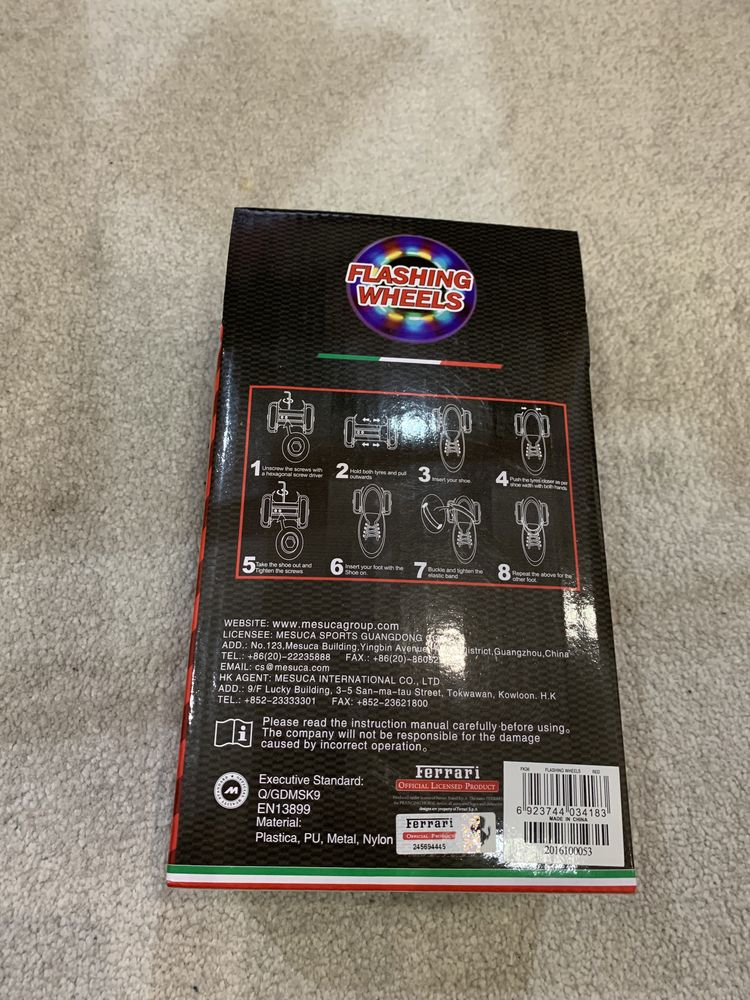 FLASHING
WHEELS
1 Unscrew the screws with
a hexagonal screw driver
2 Hold both tyres and pull
outwards
3 Insert your shoe.
4 Push the tyres closer as per
shoe width with both hands
5 Take the shoe out and
Tighten the screws
6 Insert your foot with the
Shoe on.
7 Buckle and tighten the
elastic band
8 Repeat the above for the
other foot.
WEBSITE: www.mesucagroup.com
LICENSEE: MESUCA SPORTS GUANGDONG
ADD.: No.123,Mesuca Building,Yingbin Avenue District,Guangzhou,China
TEL.: +86(20)-22235888 FAX.: +86(20)-8605
EMAIL: cs@mesuca.com
HK AGENT: MESUCA INTERNATIONAL CO., LTD
ADD.: 9/F Lucky Building, 3-5 San-ma-tau Street, Tokwawan, Kowloon. H.K
TEL.: +852-23333301 FAX: +852-23621800
Please read the instruction manual carefully before using。
The company will not be responsible for the damage
caused by incorrect operation。
Executive Standard:
Q/GDMSK9
EN13899
Material:
Plastica, PU, Metal, Nylon
Ferrari
OFFICIAL LICENSED PRODUCT
Ferrari
OFFICIAL PRODUCT
245694445
FLASHING WHEELS RED
6 923744 034183
MADE IN CHINA
2016100053